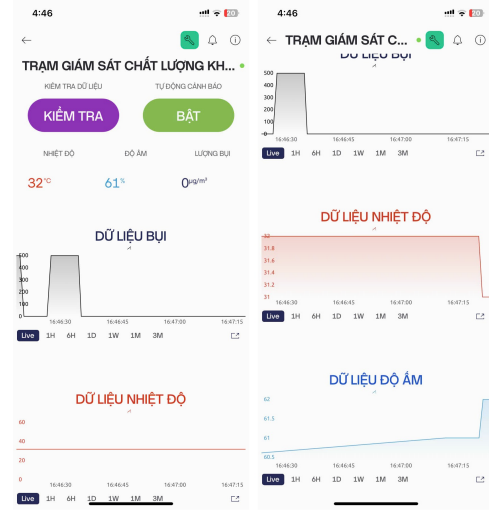 4:46
20
TRẠM GIÁM SÁT CHẤT LƯỢNG KH...
KIỂM TRA DỮ LIỆU
TỰ ĐỘNG CẢNH BÁO
KIỂM TRA
BẬT
NHIỆT ĐỘ
ĐỘ ẨM
LƯỢNG BỤI
32°C
61%
0µg/m³
DỮ LIỆU BỤI
500
400
300
200
100
0
16:46:30
16:46:45
16:47:00
16:47:15
Live 1H 6H 1D 1W 1M 3M
DỮ LIỆU NHIỆT ĐỘ
60
40
20
0
16:46:30
16:46:45
16:47:00
16:47:15
Live 1H 6H 1D 1W 1M 3M
4:46
20
TRẠM GIÁM SÁT C...
DỮ LIỆU BỤI
500
400
300
200
100
0
16:46:30
16:46:45
16:47:00
16:47:15
Live 1H 6H 1D 1W 1M 3M
DỮ LIỆU NHIỆT ĐỘ
32
31.8
31.6
31.4
31.2
31
16:46:30
16:46:45
16:47:00
16:47:15
Live 1H 6H 1D 1W 1M 3M
DỮ LIỆU ĐỘ ẨM
62
61.5
61
60.5
16:46:30
16:46:45
16:47:00
16:47:15
Live 1H 6H 1D 1W 1M 3M